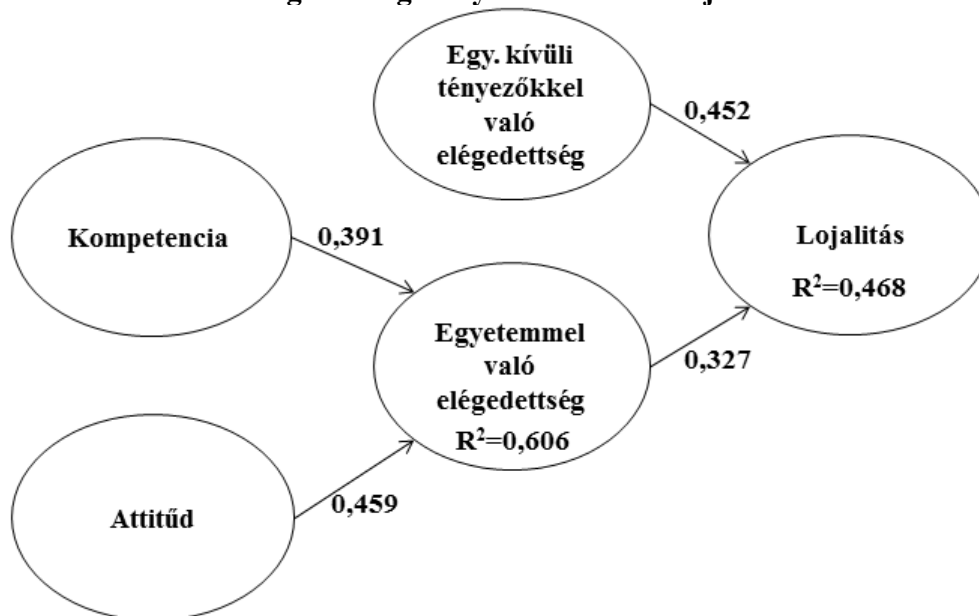 Egy. kívüli
tényezőkkel
való
elégedettség
0,452
Kompetencia
0,391
Lojalitás
R²=0,468
Egyetemmel
való
elégedettség
R²=0,606
0,327
Attitűd
0,459